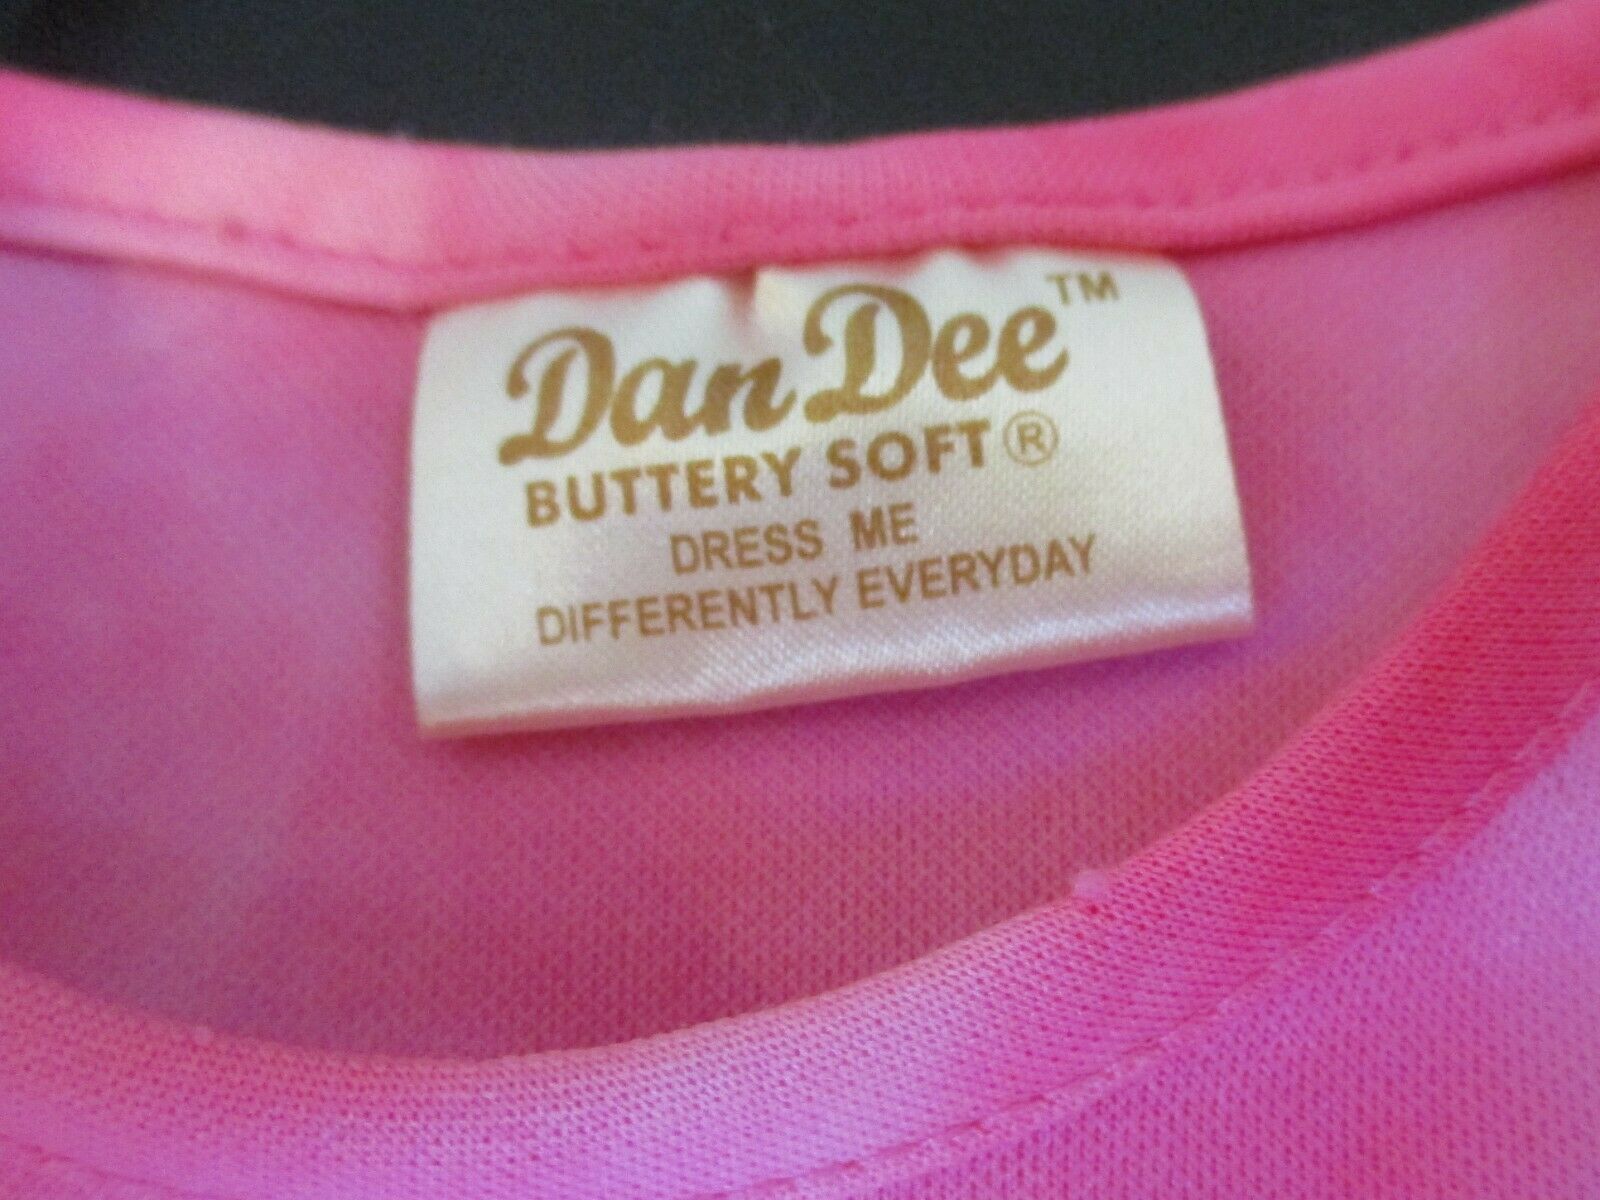 Dan Dee™
BUTTERY SOFT®
DRESS ME
DIFFERENTLY EVERYDAY